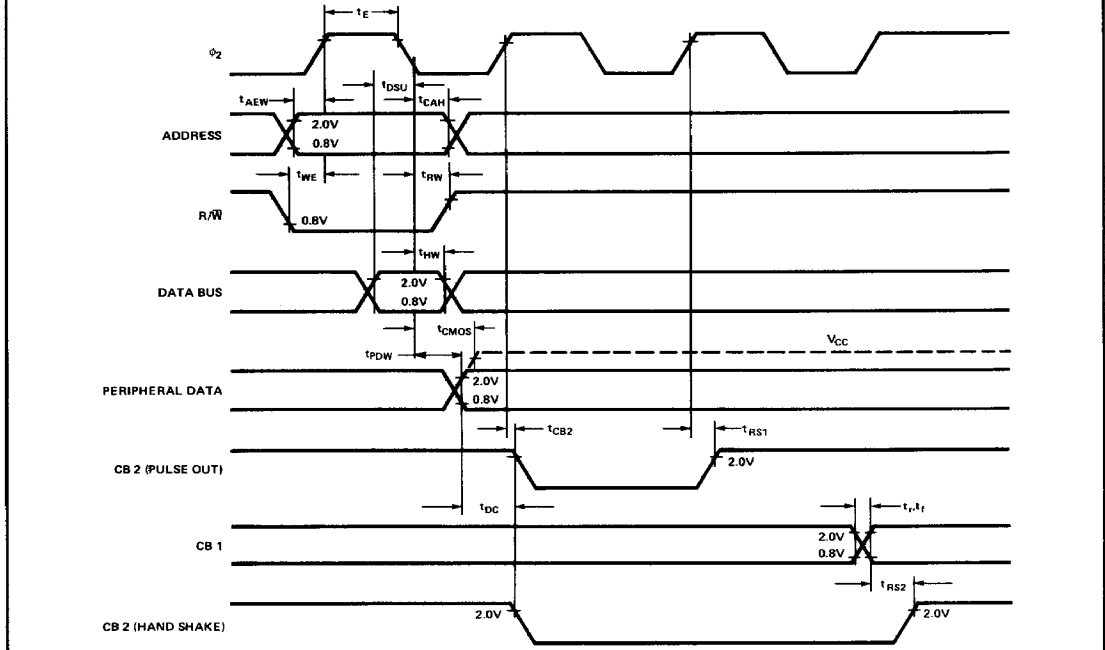 tE
ϕ2
tDSU
tAEW
tCAH
ADDRESS
2.0V
0.8V
tWE
tRW
R/W̅
0.8V
tHW
DATA BUS
2.0V
0.8V
tCMOS
tPDW
VCC
PERIPHERAL DATA
2.0V
0.8V
tCB2
tRS1
CB 2 (PULSE OUT)
2.0V
tDC
tr,tf
CB 1
2.0V
0.8V
tRS2
2.0V
2.0V
CB 2 (HAND SHAKE)